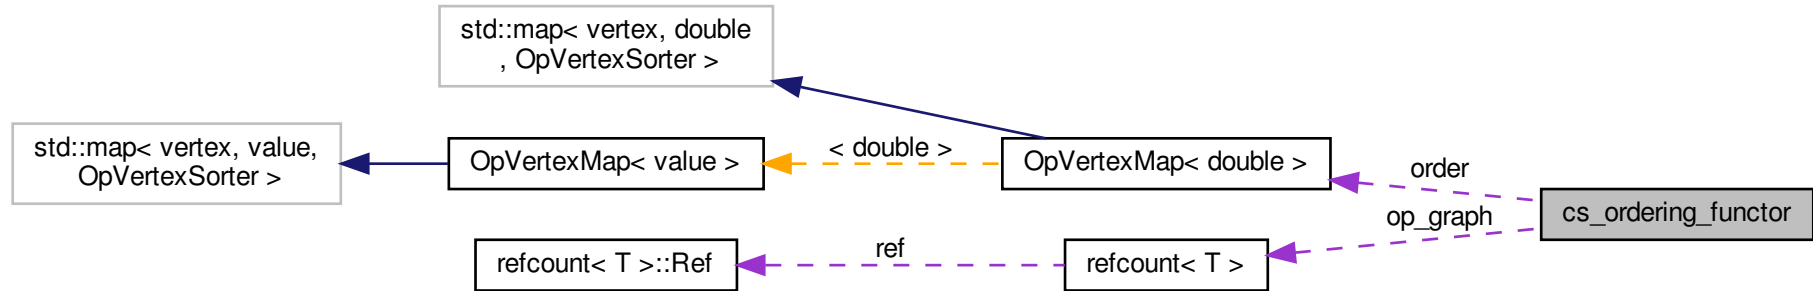 std::map< vertex, double
, OpVertexSorter >
std::map< vertex, value,
OpVertexSorter >
OpVertexMap< value >
< double >
OpVertexMap< double >
order
cs_ordering_functor
op_graph
refcount< T >::Ref
ref
refcount< T >